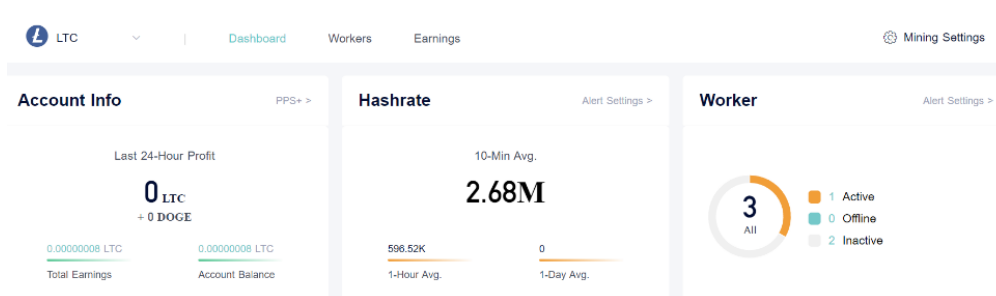 LTC Dashboard Workers Earnings Mining Settings
Account Info PPS+ >
Last 24-Hour Profit
0 LTC
+ 0 DOGE
0.00000008 LTC 0.00000008 LTC
Total Earnings Account Balance
Hashrate Alert Settings >
10-Min Avg.
2.68M
596.52K 0
1-Hour Avg. 1-Day Avg.
Worker Alert Settings >
3
All
1 Active
0 Offline
2 Inactive